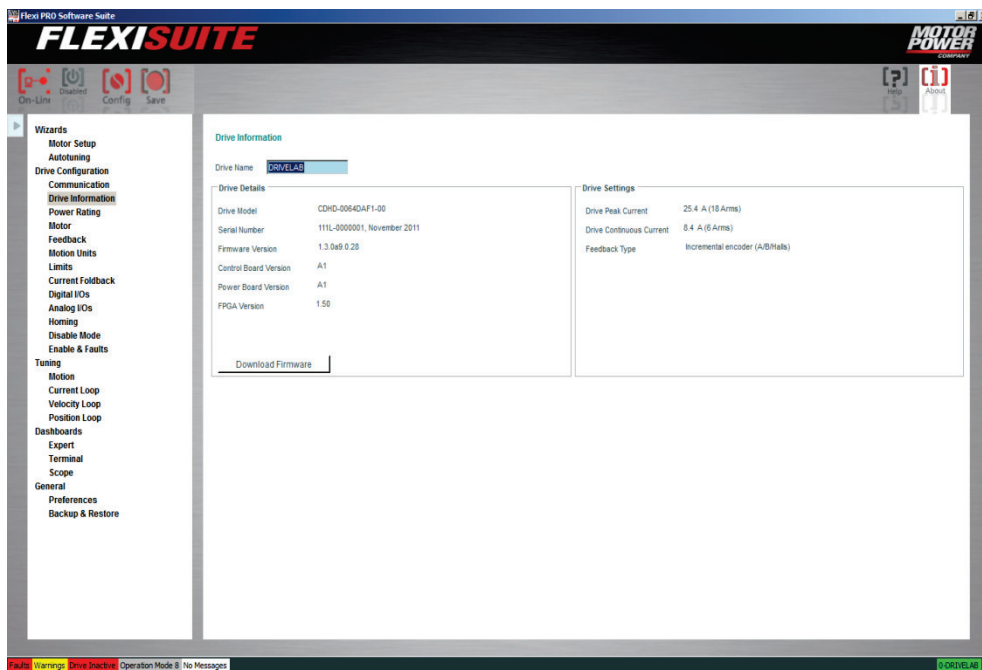 Flexi PRO Software Suite
FLEXISUITE
MOTOR
POWER
COMPANY
On-Line
Disabled
Config
Save
Help
About
Wizards
Motor Setup
Autotuning
Drive Configuration
Communication
Drive Information
Power Rating
Motor
Feedback
Motion Units
Limits
Current Foldback
Digital I/Os
Analog I/Os
Homing
Disable Mode
Enable & Faults
Tuning
Motion
Current Loop
Velocity Loop
Position Loop
Dashboards
Expert
Terminal
Scope
General
Preferences
Backup & Restore
Drive Information
Drive Name DRIVELAB
Drive Details
Drive Model CDHD-0064DAF1-00
Serial Number 111L-0000001, November 2011
Firmware Version 1.3.0a9.0.28
Control Board Version A1
Power Board Version A1
FPGA Version 1.50
Download Firmware
Drive Settings
Drive Peak Current 25.4 A (18 Arms)
Drive Continuous Current 8.4 A (6 Arms)
Feedback Type Incremental encoder (A/B/Halls)
Faults Warnings Drive Inactive Operation Mode 8 No Messages 0-DRIVELAB